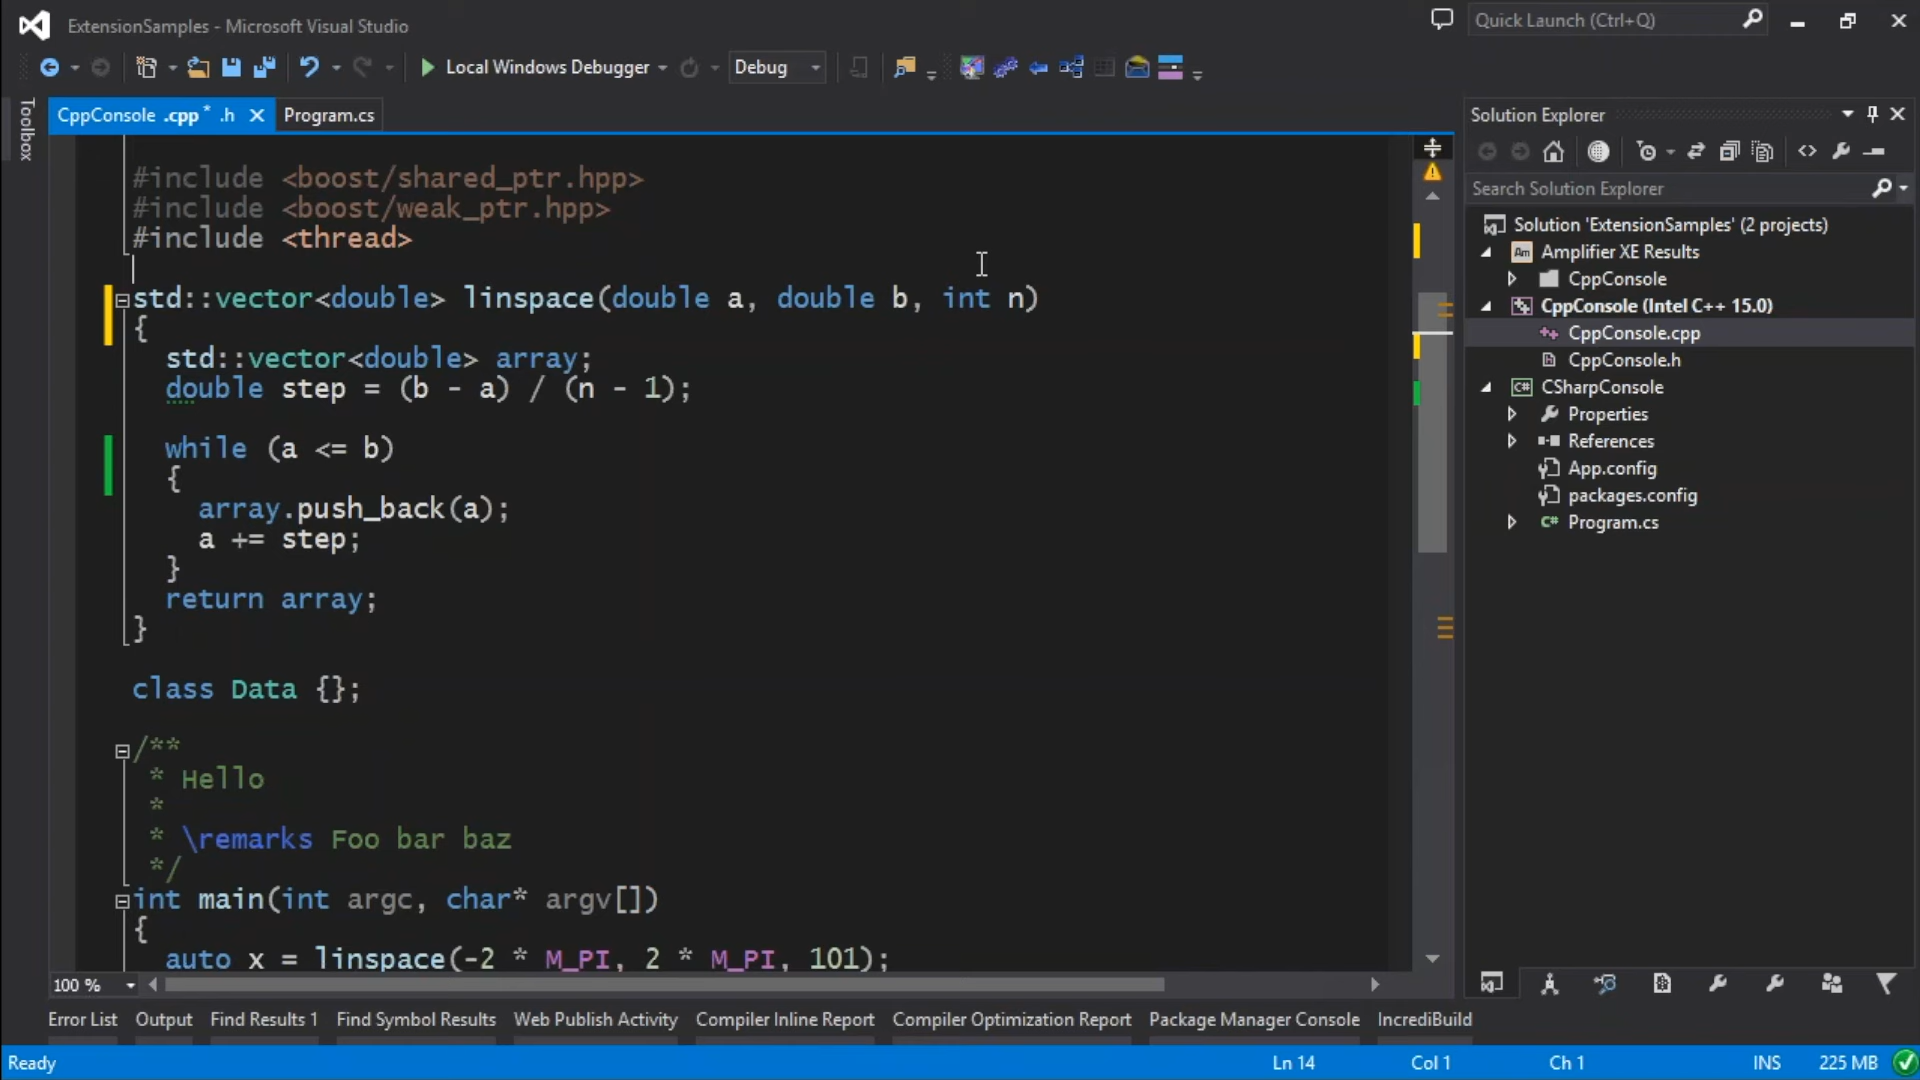 ExtensionSamples - Microsoft Visual Studio
Quick Launch (Ctrl+Q)
Local Windows Debugger
Debug
Toolbox
CppConsole .cpp* .h
Program.cs
#include <boost/shared_ptr.hpp>
#include <boost/weak_ptr.hpp>
#include <thread>
std::vector<double> linspace(double a, double b, int n)
{
std::vector<double> array;
double step = (b - a) / (n - 1);
while (a <= b)
{
array.push_back(a);
a += step;
}
return array;
}
class Data {};
/**
* Hello
*
* \remarks Foo bar baz
*/
int main(int argc, char* argv[])
{
auto x = linspace(-2 * M_PI, 2 * M_PI, 101);
100 %
Solution Explorer
Search Solution Explorer
Solution 'ExtensionSamples' (2 projects)
Am Amplifier XE Results
CppConsole
CppConsole (Intel C++ 15.0)
CppConsole.cpp
CppConsole.h
C# CSharpConsole
Properties
References
App.config
packages.config
C# Program.cs
Error List
Output
Find Results 1
Find Symbol Results
Web Publish Activity
Compiler Inline Report
Compiler Optimization Report
Package Manager Console
IncrediBuild
Ready
Ln 14
Col 1
Ch 1
INS
225 MB